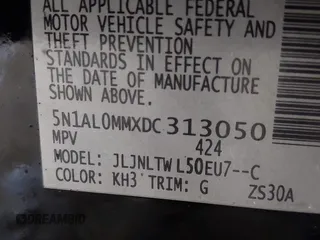 ALL APPLICABLE FEDERAL
MOTOR VEHICLE SAFETY AND
THEFT PREVENTION
STANDARDS IN EFFECT ON
THE DATE OF MANUFACTURE
SHOWN ABOVE.
5N1AL0MMXDC313050
MPV 424
MODEL: JLJNLTWL50EU7--C
COLOR: KH3 TRIM: G ZS30A
DREAMBID